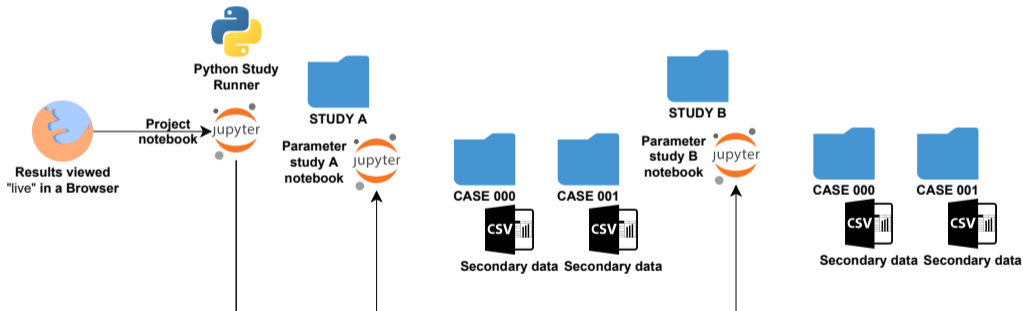 Python Study
Runner
Project
notebook
jupyter
Results viewed
"live" in a Browser
STUDY A
Parameter
study A
notebook
jupyter
CASE 000
CSV
Secondary data
CASE 001
CSV
Secondary data
STUDY B
Parameter
study B
notebook
jupyter
CASE 000
CSV
Secondary data
CASE 001
CSV
Secondary data